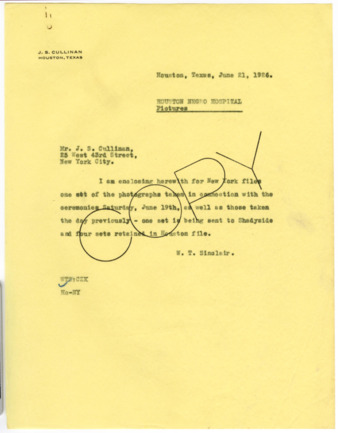 J. S. CULLINAN
HOUSTON, TEXAS
Houston, Texas, June 21, 1926.
HOUSTON NEGRO HOSPITAL
Pictures
Mr. J. S. Cullinan,
25 West 43rd Street,
New York City.
I am enclosing herewith for New York files
one set of the photographs taken in connection with the
ceremonies Saturday, June 19th, as well as those taken
the day previously - one set is being sent to Shadyside
and four sets retained in Houston file.
W. T. Sinclair.
COPY
Ho-NY